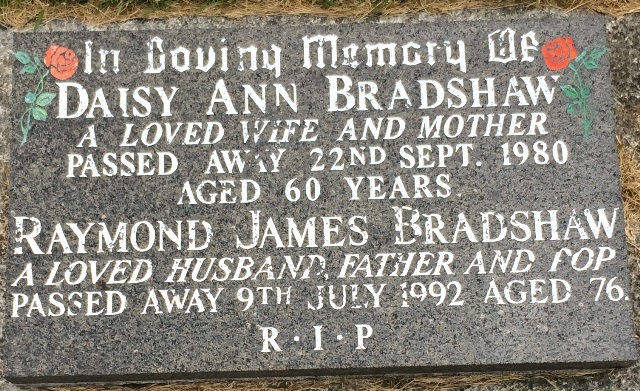 In Loving Memory Of
DAISY ANN BRADSHAW
A LOVED WIFE AND MOTHER
PASSED AWAY 22ND SEPT. 1980
AGED 60 YEARS.
RAYMOND JAMES BRADSHAW
A LOVED HUSBAND, FATHER AND POP
PASSED AWAY 9TH JULY 1992 AGED 76.
R·I·P